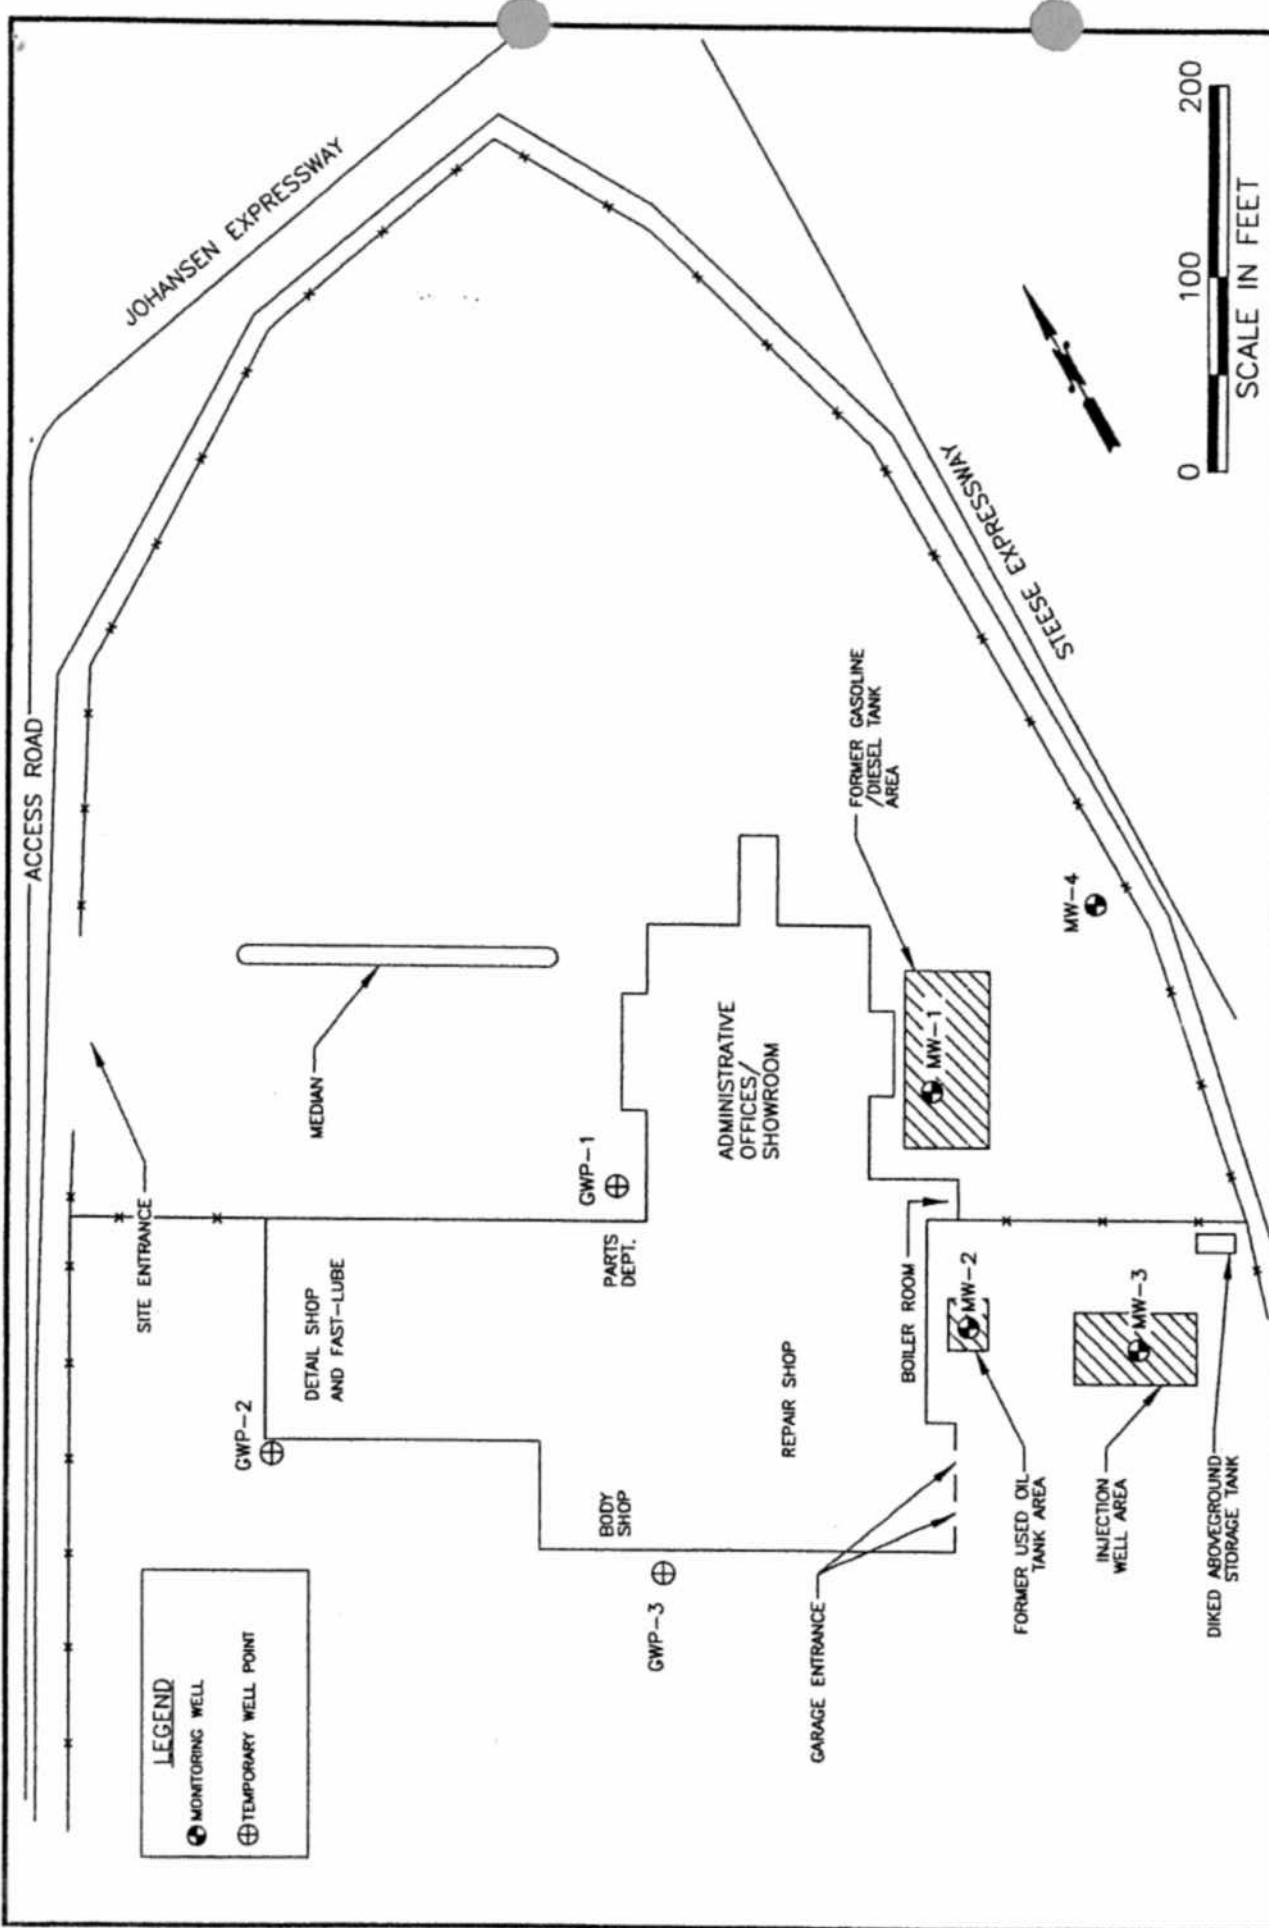 ACCESS ROAD
JOHANSEN EXPRESSWAY
STEESE EXPRESSWAY
SITE ENTRANCE
MEDIAN
GWP-1
GWP-2
GWP-3
DETAIL SHOP
AND FAST-LUBE
PARTS
DEPT.
BODY
SHOP
ADMINISTRATIVE
OFFICES/
SHOWROOM
REPAIR SHOP
BOILER ROOM
GARAGE ENTRANCE
FORMER GASOLINE
/DIESEL TANK
AREA
MW-1
MW-2
MW-3
MW-4
FORMER USED OIL
TANK AREA
INJECTION
WELL AREA
DIKED ABOVEGROUND
STORAGE TANK
LEGEND
MONITORING WELL
TEMPORARY WELL POINT
0 100 200
SCALE IN FEET